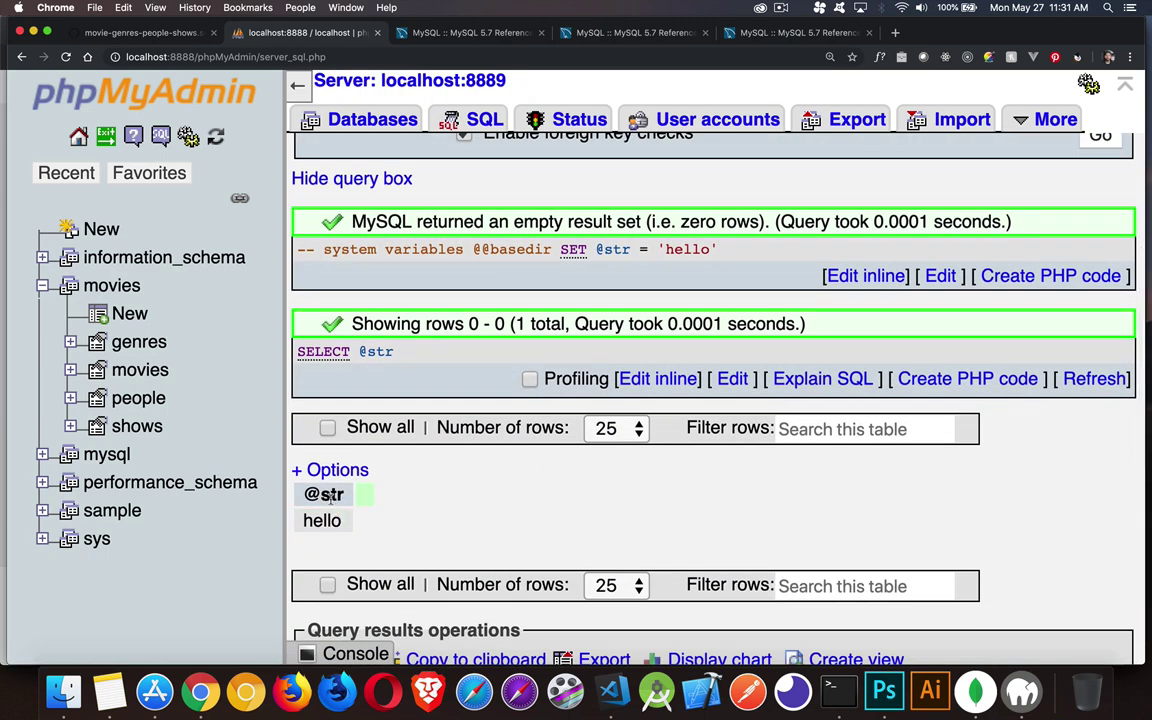 Chrome File Edit View History Bookmarks People Window Help 100% Mon May 27 11:31 AM
movie-genres-people-shows.s × localhost:8888 / localhost | ph × MySQL :: MySQL 5.7 Reference × MySQL :: MySQL 5.7 Reference × MySQL :: MySQL 5.7 Reference × +
localhost:8888/phpMyAdmin/server_sql.php
phpMyAdmin
Recent Favorites
New
information_schema
movies
New
genres
movies
people
shows
mysql
performance_schema
sample
sys
Server: localhost:8889
Databases SQL Status User accounts Export Import More
Enable foreign key checks Go
Hide query box
MySQL returned an empty result set (i.e. zero rows). (Query took 0.0001 seconds.)
-- system variables @@basedir SET @str = 'hello'
[Edit inline] [ Edit ] [ Create PHP code ]
Showing rows 0 - 0 (1 total, Query took 0.0001 seconds.)
SELECT @str
Profiling [Edit inline] [ Edit ] [ Explain SQL ] [ Create PHP code ] [ Refresh]
Show all | Number of rows: 25 Filter rows: Search this table
+ Options
@str
hello
Show all | Number of rows: 25 Filter rows: Search this table
Query results operations
Console Copy to clipboard Export Display chart Create view
Ps Ai